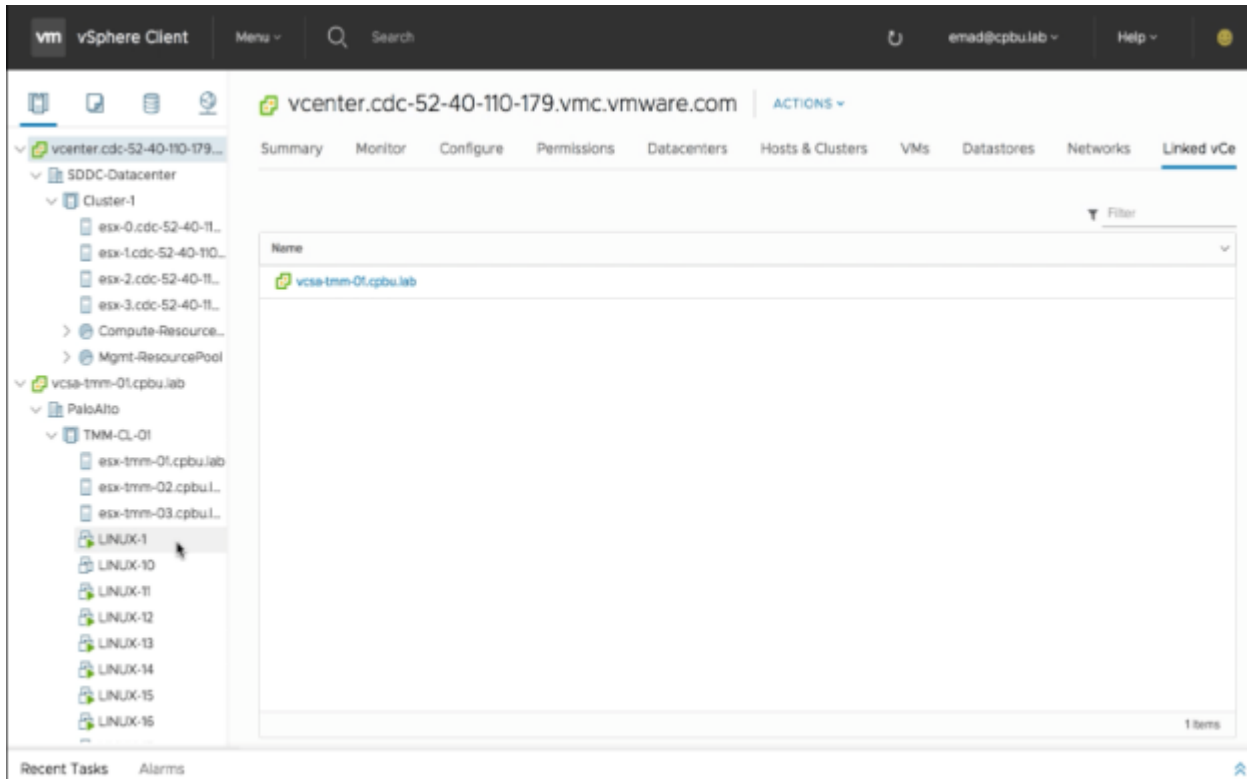 vm vSphere Client Menu Search emad@cpbu.lab Help
vcenter.cdc-52-40-110-179.vmc.vmware.com ACTIONS
Summary Monitor Configure Permissions Datacenters Hosts & Clusters VMs Datastores Networks Linked vCe
vcenter.cdc-52-40-110-179...
SDDC-Datacenter
Cluster-1
esx-0.cdc-52-40-11...
esx-1.cdc-52-40-110...
esx-2.cdc-52-40-11...
esx-3.cdc-52-40-11...
Compute-Resource...
Mgmt-ResourcePool
vcsa-tmm-01.cpbu.lab
PaloAlto
TMM-CL-01
esx-tmm-01.cpbu.lab
esx-tmm-02.cpbu.l...
esx-tmm-03.cpbu.l...
LINUX-1
LINUX-10
LINUX-11
LINUX-12
LINUX-13
LINUX-14
LINUX-15
LINUX-16
Filter
Name
vcsa-tmm-01.cpbu.lab
1 items
Recent Tasks Alarms